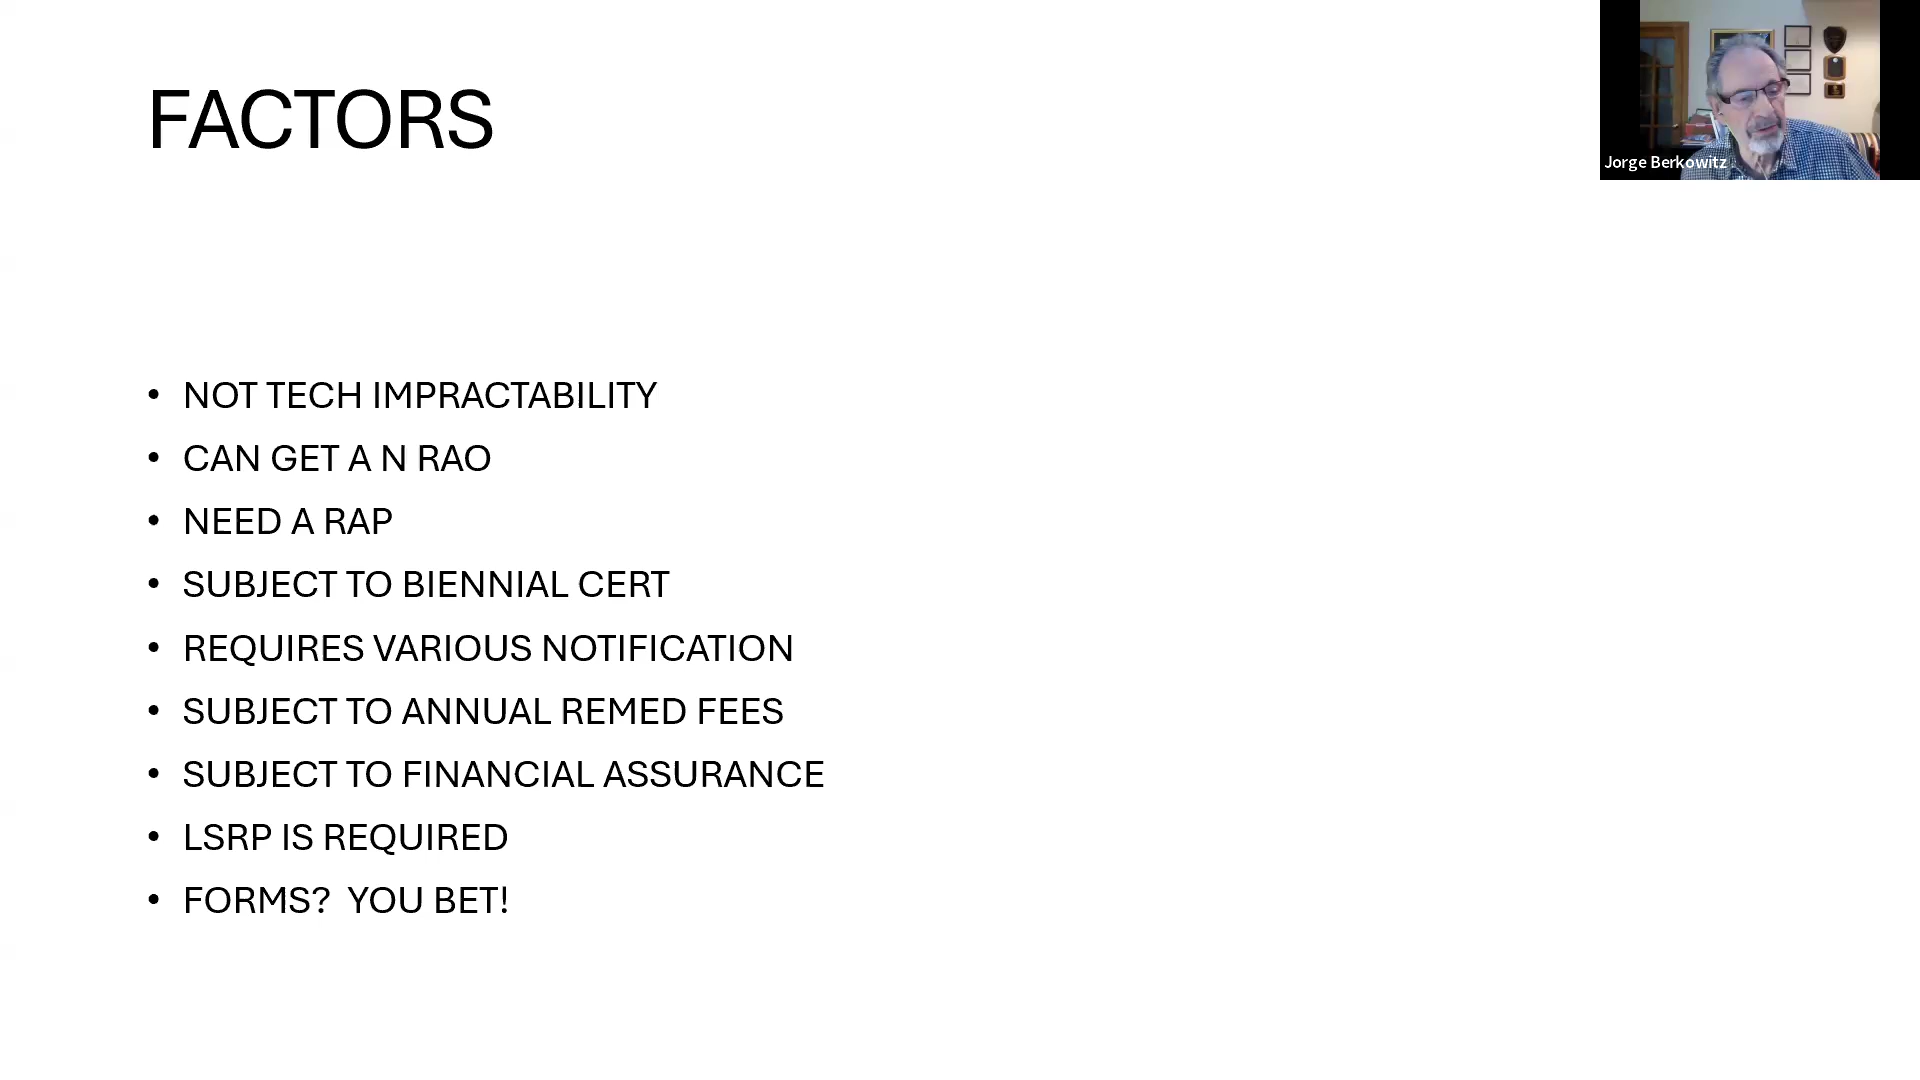 FACTORS
Jorge Berkowitz
• NOT TECH IMPRACTABILITY
• CAN GET A N RAO
• NEED A RAP
• SUBJECT TO BIENNIAL CERT
• REQUIRES VARIOUS NOTIFICATION
• SUBJECT TO ANNUAL REMED FEES
• SUBJECT TO FINANCIAL ASSURANCE
• LSRP IS REQUIRED
• FORMS?  YOU BET!